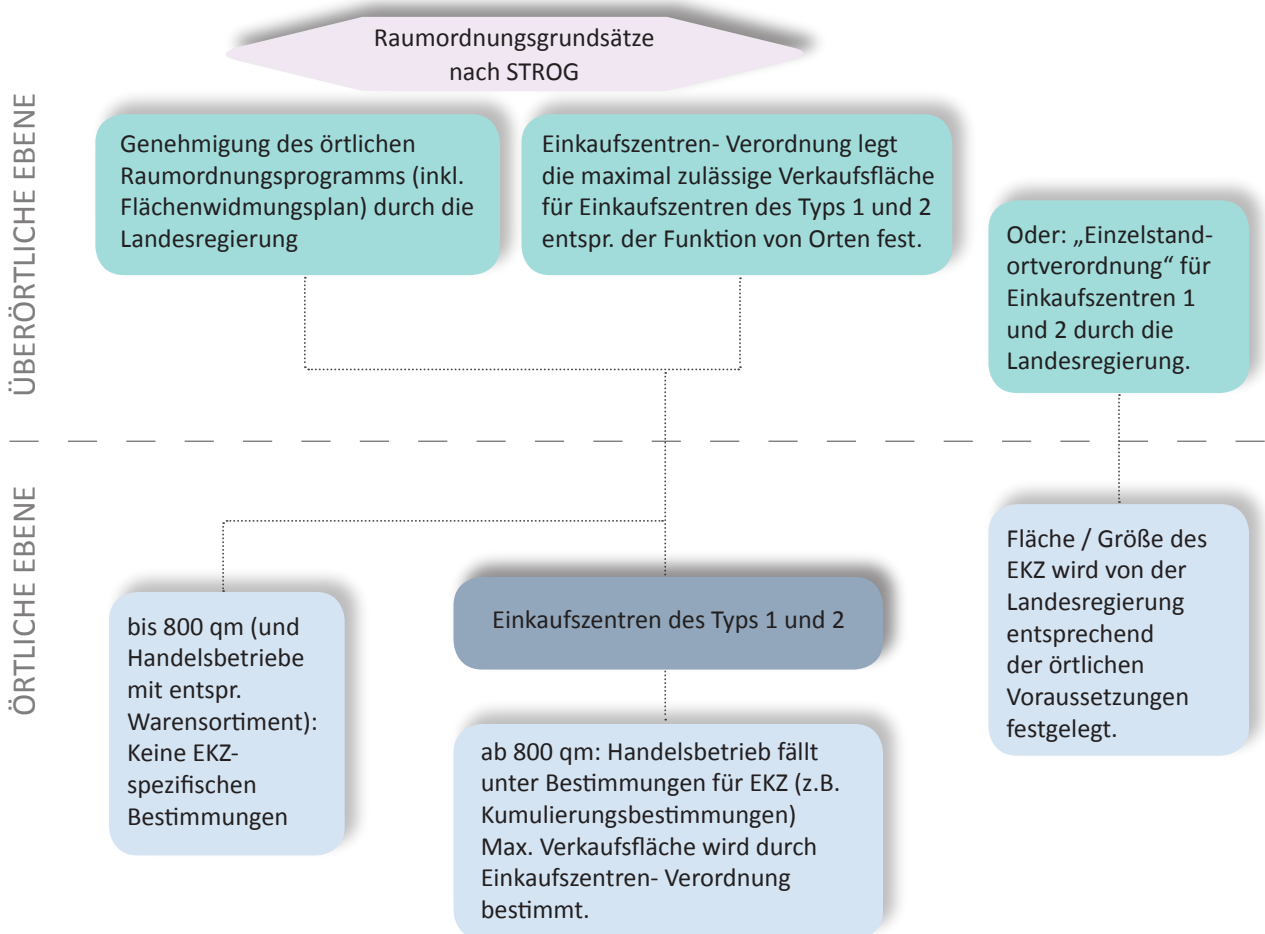 Raumordnungsgrundsätze
nach STROG
ÜBERÖRTLICHE EBENE
Genehmigung des örtlichen
Raumordnungsprogramms (inkl.
Flächenwidmungsplan) durch die
Landesregierung
Einkaufszentren- Verordnung legt
die maximal zulässige Verkaufsfläche
für Einkaufszentren des Typs 1 und 2
entspr. der Funktion von Orten fest.
Oder: „Einzelstand-
ortverordnung“ für
Einkaufszentren 1
und 2 durch die
Landesregierung.
ÖRTLICHE EBENE
bis 800 qm (und
Handelsbetriebe
mit entspr.
Warensortiment):
Keine EKZ-
spezifischen
Bestimmungen
Einkaufszentren des Typs 1 und 2
ab 800 qm: Handelsbetrieb fällt
unter Bestimmungen für EKZ (z.B.
Kumulierungsbestimmungen)
Max. Verkaufsfläche wird durch
Einkaufszentren- Verordnung
bestimmt.
Fläche / Größe des
EKZ wird von der
Landesregierung
entsprechend
der örtlichen
Voraussetzungen
festgelegt.